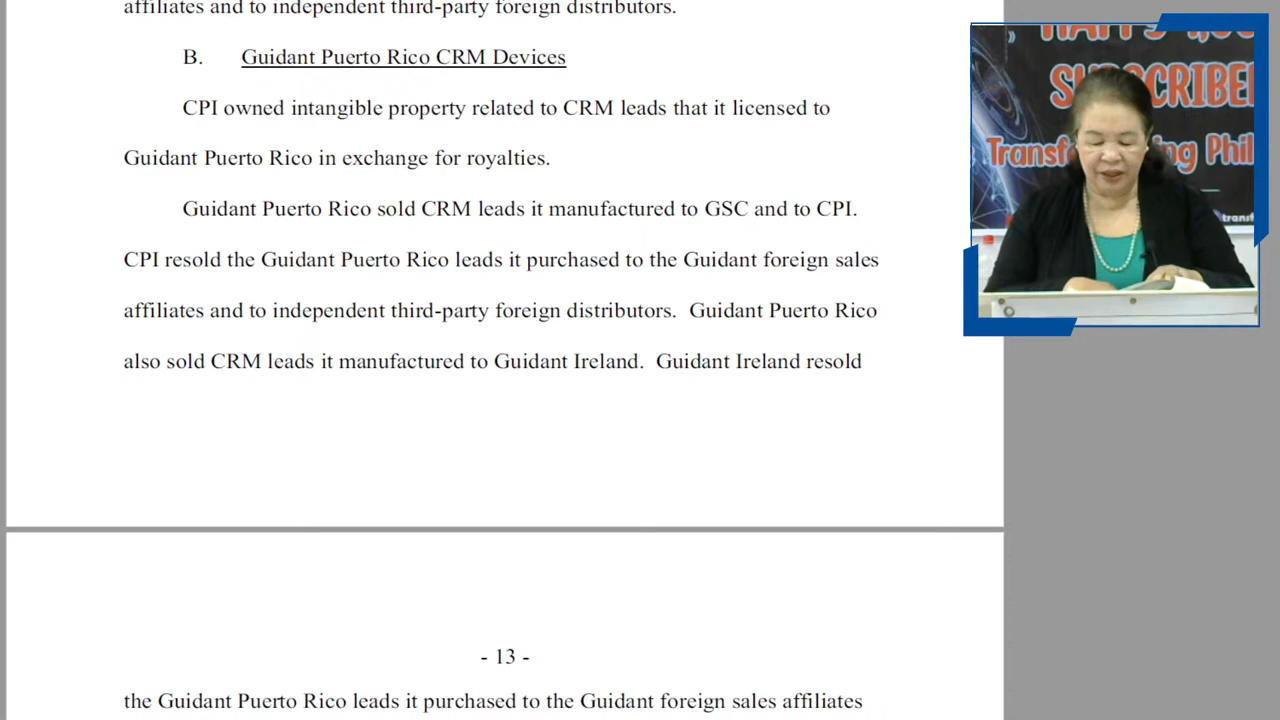 affiliates and to independent third-party foreign distributors.
B. Guidant Puerto Rico CRM Devices
CPI owned intangible property related to CRM leads that it licensed to
Guidant Puerto Rico in exchange for royalties.
Guidant Puerto Rico sold CRM leads it manufactured to GSC and to CPI.
CPI resold the Guidant Puerto Rico leads it purchased to the Guidant foreign sales
affiliates and to independent third-party foreign distributors. Guidant Puerto Rico
also sold CRM leads it manufactured to Guidant Ireland. Guidant Ireland resold
- 13 -
the Guidant Puerto Rico leads it purchased to the Guidant foreign sales affiliates